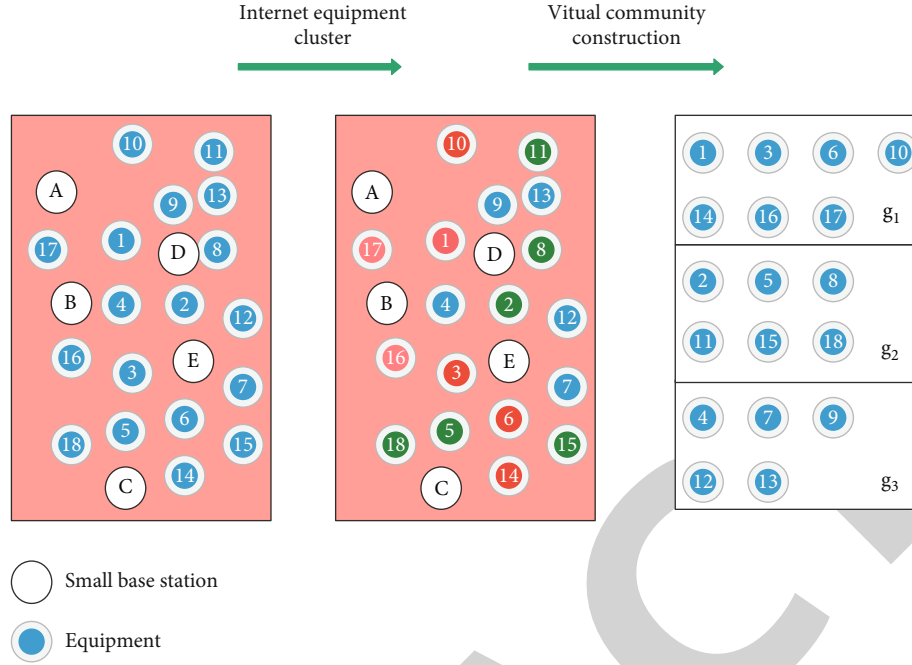 Internet equipment
cluster
Vitual community
construction
10
11
A
13
9
17
1
D
8
B
4
2
12
16
3
E
7
6
5
18
15
14
C
10
11
A
13
9
17
1
D
8
B
4
2
12
16
3
E
7
6
5
18
15
14
C
1 3 6 10
14 16 17 g1
2 5 8
11 15 18 g2
4 7 9
12 13 g3
Small base station
Equipment